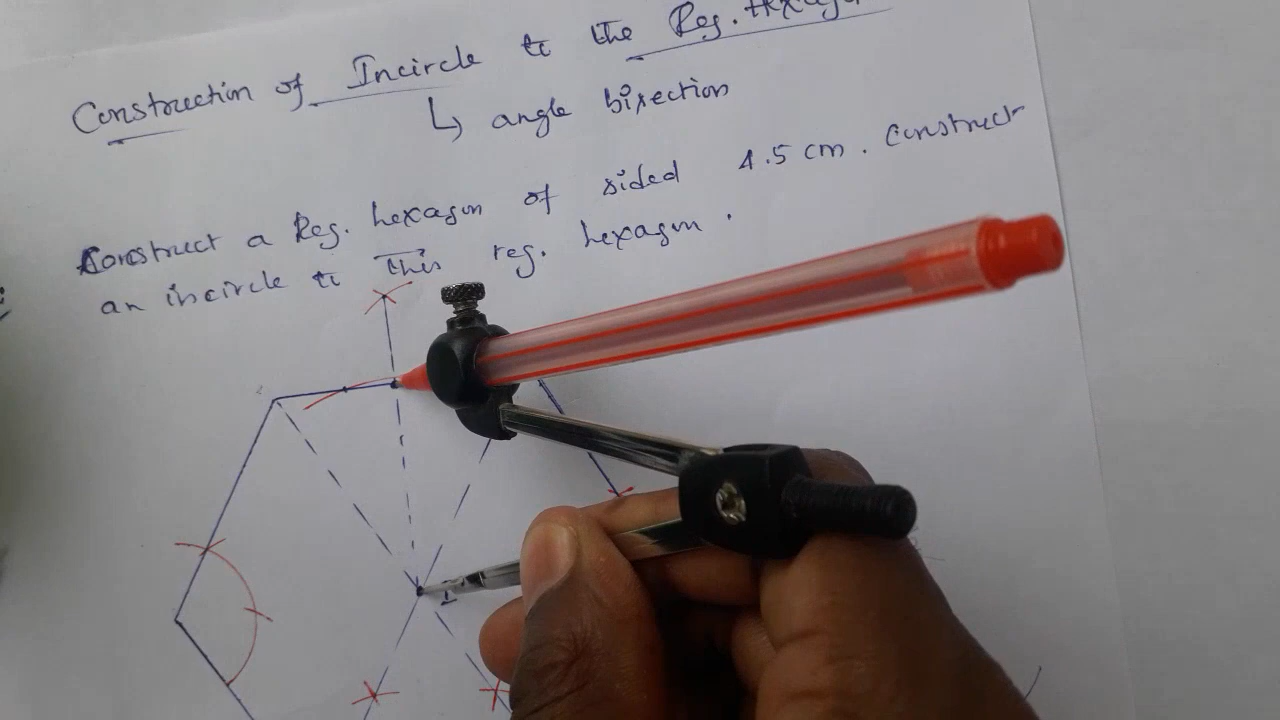 Construction of Incircle to the Reg. Hexagon
↳ angle bisection
Construct a Reg. hexagon of sided 4.5 cm. Construct
an incircle to this reg. hexagon.
I